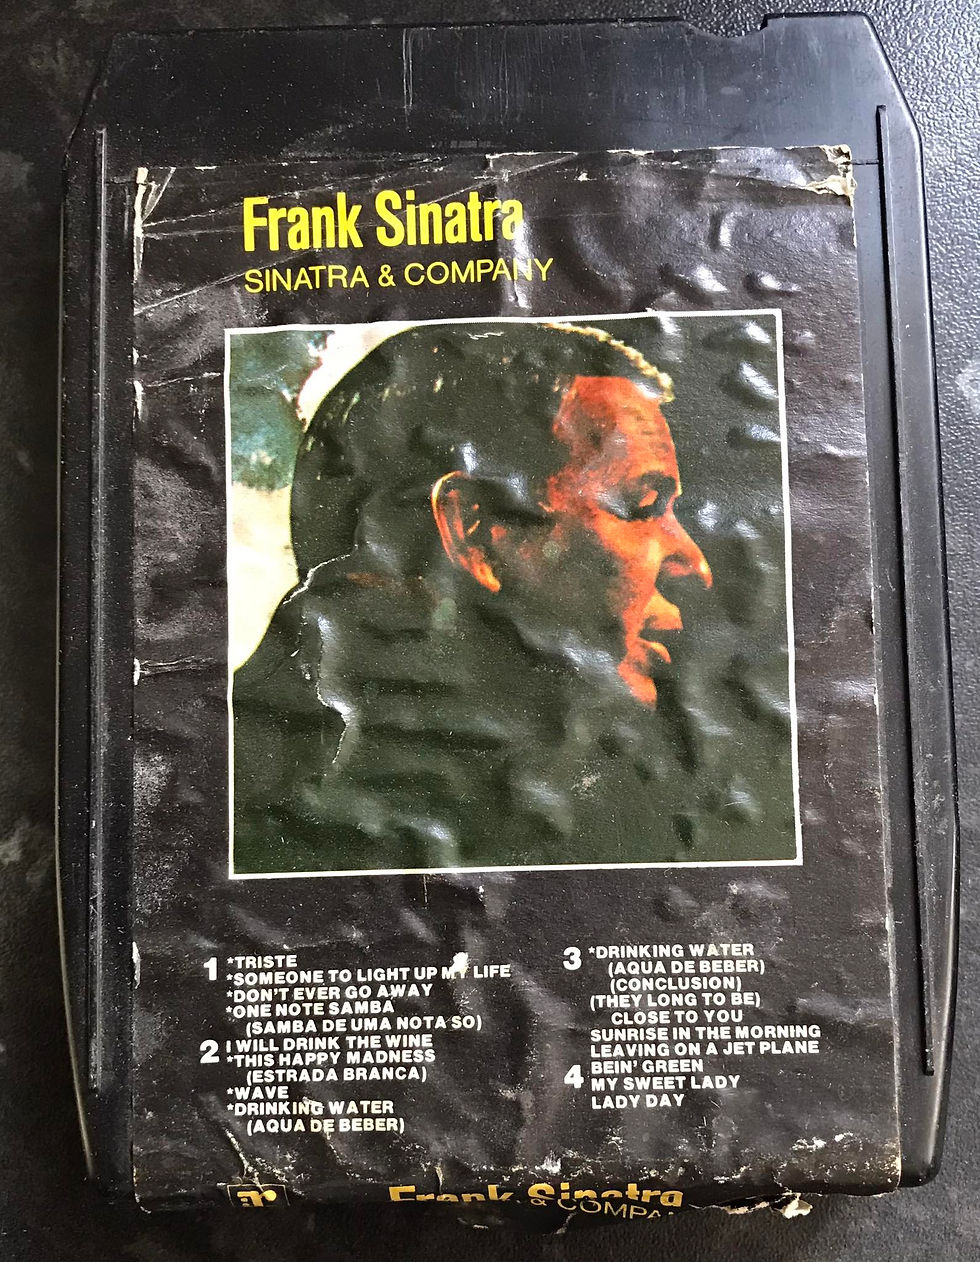 Frank Sinatra
SINATRA & COMPANY
1 *TRISTE
*SOMEONE TO LIGHT UP MY LIFE
*DON'T EVER GO AWAY
*ONE NOTE SAMBA
(SAMBA DE UMA NOTA SO)
2 I WILL DRINK THE WINE
*THIS HAPPY MADNESS
(ESTRADA BRANCA)
*WAVE
*DRINKING WATER
(AQUA DE BEBER)
3 *DRINKING WATER
(AQUA DE BEBER)
(CONCLUSION)
(THEY LONG TO BE)
CLOSE TO YOU
SUNRISE IN THE MORNING
LEAVING ON A JET PLANE
4 BEIN' GREEN
MY SWEET LADY
LADY DAY
Frank Sinatra
& COMPA